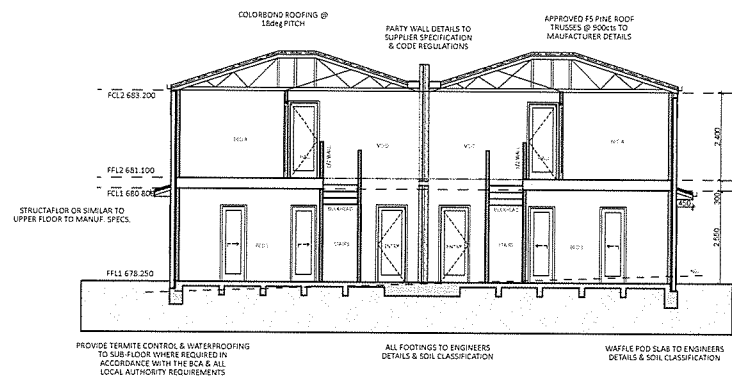 COLORBOND ROOFING @
18deg PITCH
PARTY WALL DETAILS TO
SUPPLIER SPECIFICATION
& CODE REGULATIONS
APPROVED F5 PINE ROOF
TRUSSES @ 900cts TO
MAUFACTURER DETAILS
FCL2 683.200
BED 4
VOID
VOID
BED 4
2,400
FFL2 681.100
FCL1 680.800
300
450
STRUCTAFLOR OR SIMILAR TO
UPPER FLOOR TO MANUF. SPECS.
BULKHEAD
BULKHEAD
BED 1
STAIRS
ENTRY
ENTRY
STAIRS
2,550
FFL1 678.250
PROVIDE TERMITE CONTROL & WATERPROOFING
TO SUB-FLOOR WHERE REQUIRED IN
ACCORDANCE WITH THE BCA & ALL
LOCAL AUTHORITY REQUIREMENTS
ALL FOOTINGS TO ENGINEERS
DETAILS & SOIL CLASSIFICATION
WAFFLE POD SLAB TO ENGINEERS
DETAILS & SOIL CLASSIFICATION